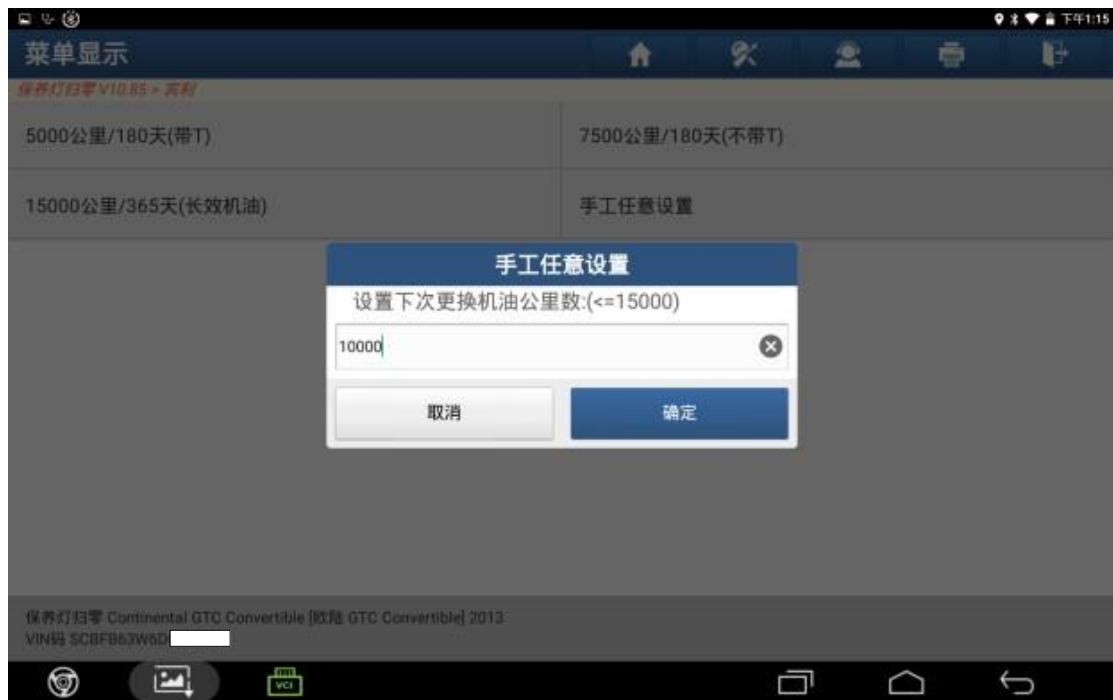 下午1:15
菜单显示
保养灯归零 V10.85 > 宾利
5000公里/180天(带T)
7500公里/180天(不带T)
15000公里/365天(长效机油)
手工任意设置
手工任意设置
设置下次更换机油公里数:(<=15000)
10000
取消
确定
保养灯归零 Continental GTC Convertible [欧陆 GTC Convertible] 2013
VIN码 SCBFB63W6D
VCI